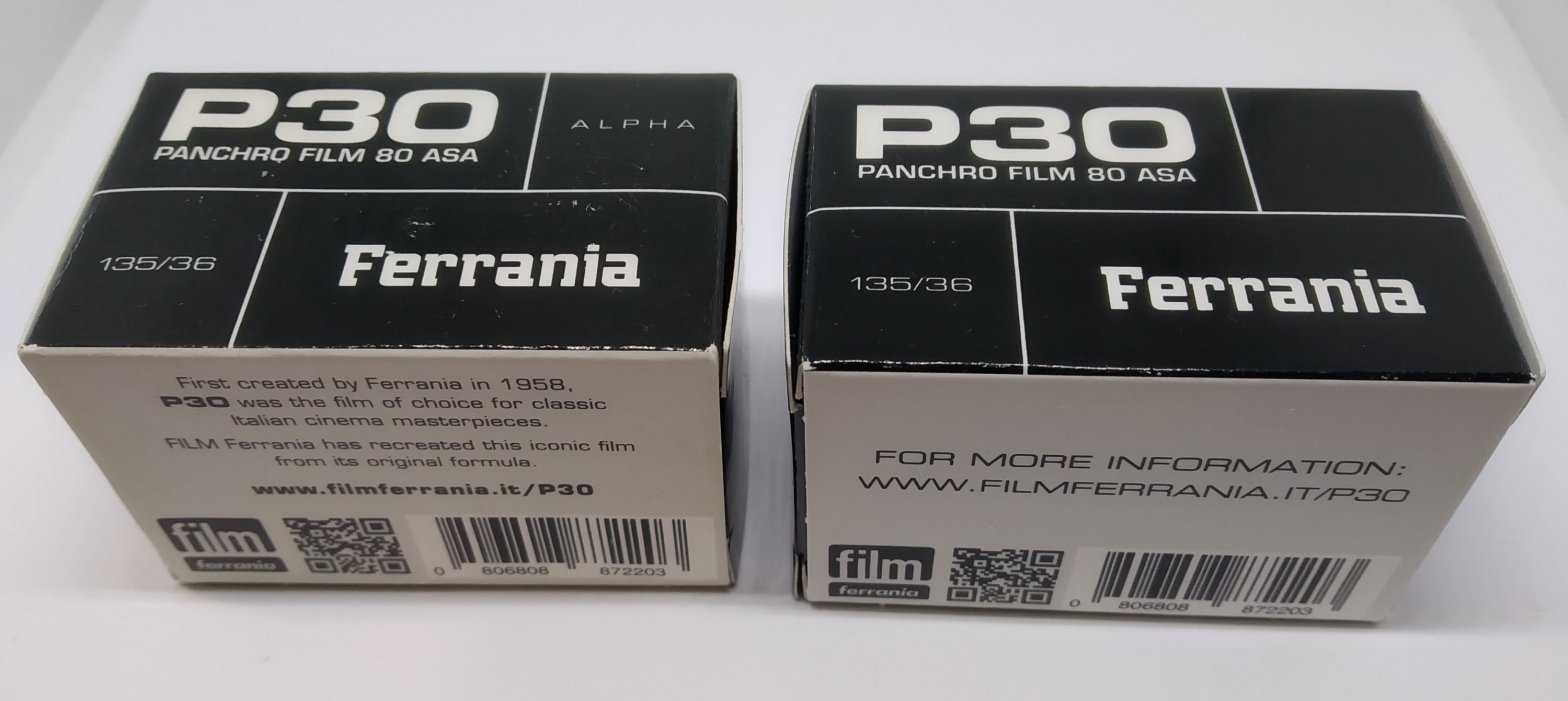 P30
PANCHRO FILM 80 ASA
ALPHA
135/36
Ferrania
First created by Ferrania in 1958,
P30 was the film of choice for classic
Italian cinema masterpieces.
FILM Ferrania has recreated this iconic film
from its original formula.
www.filmferrania.it/P30
film
ferrania
0 806808 872203
P30
PANCHRO FILM 80 ASA
135/36
Ferrania
FOR MORE INFORMATION:
WWW.FILMFERRANIA.IT/P30
film
ferrania
0 806808 872203